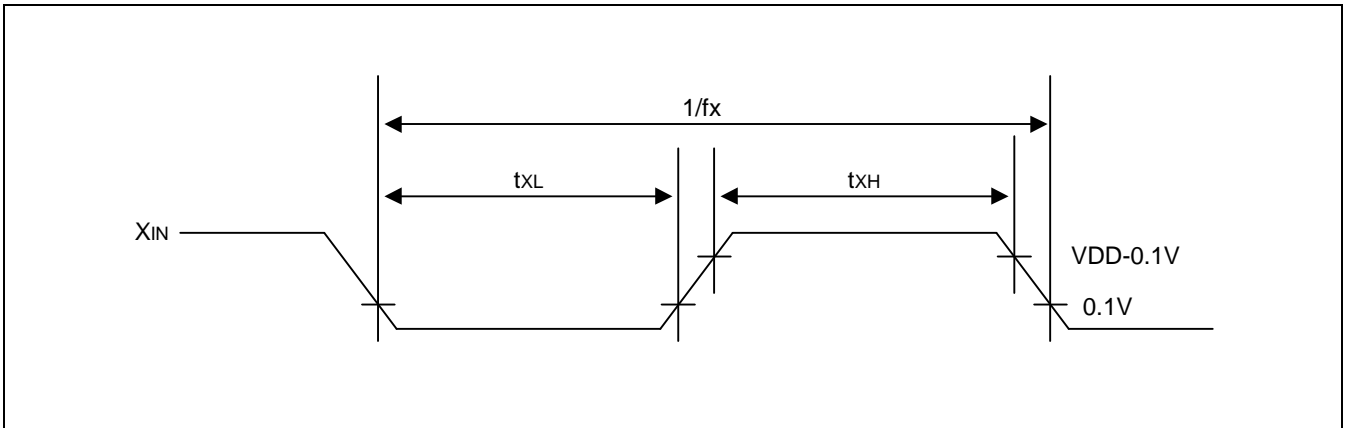 1/fx
tXL
tXH
XIN
VDD-0.1V
0.1V